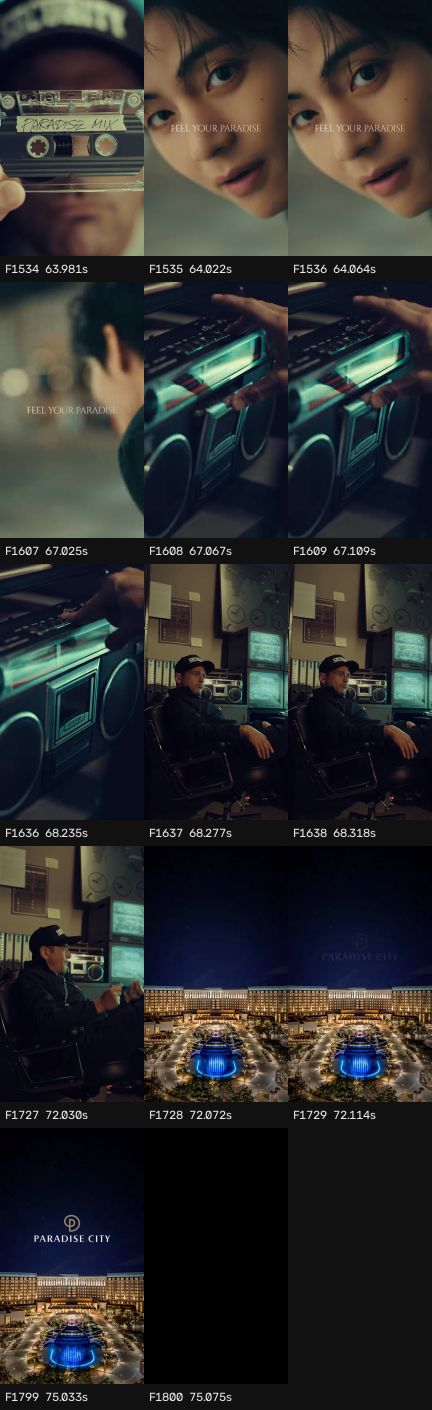 SECURITY
PARADISE MIX
FEEL YOUR PARADISE
FEEL YOUR PARADISE
F1534 63.981s
F1535 64.022s
F1536 64.064s
FEEL YOUR PARADISE
F1607 67.025s
F1608 67.067s
F1609 67.109s
F1636 68.235s
F1637 68.277s
F1638 68.318s
PARADISE CITY
F1727 72.030s
F1728 72.072s
F1729 72.114s
PARADISE CITY
F1799 75.033s
F1800 75.075s